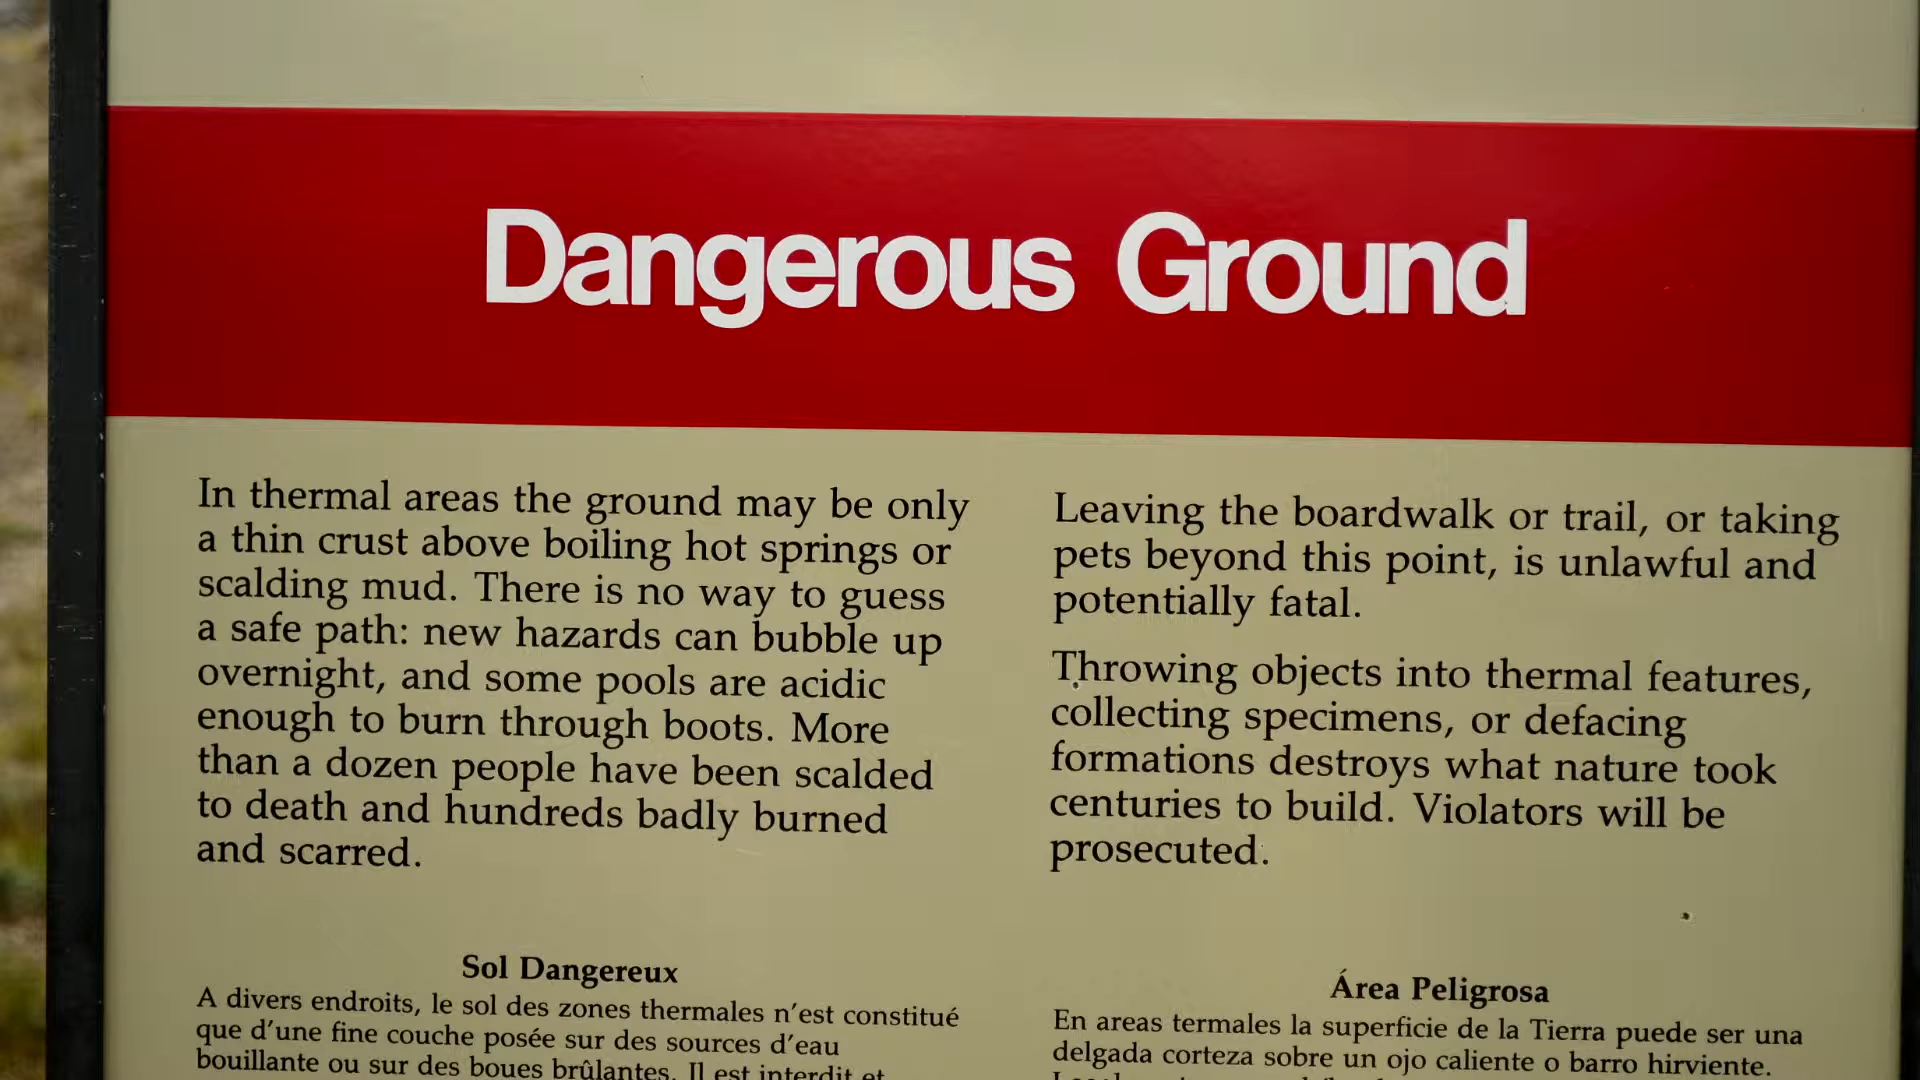 Dangerous Ground
In thermal areas the ground may be only
a thin crust above boiling hot springs or
scalding mud. There is no way to guess
a safe path: new hazards can bubble up
overnight, and some pools are acidic
enough to burn through boots. More
than a dozen people have been scalded
to death and hundreds badly burned
and scarred.
Leaving the boardwalk or trail, or taking
pets beyond this point, is unlawful and
potentially fatal.
Throwing objects into thermal features,
collecting specimens, or defacing
formations destroys what nature took
centuries to build. Violators will be
prosecuted.
Sol Dangereux
A divers endroits, le sol des zones thermales n'est constitué
que d'une fine couche posée sur des sources d'eau
bouillante ou sur des boues brûlantes. Il est interdit et
Área Peligrosa
En areas termales la superficie de la Tierra puede ser una
delgada corteza sobre un ojo caliente o barro hirviente.